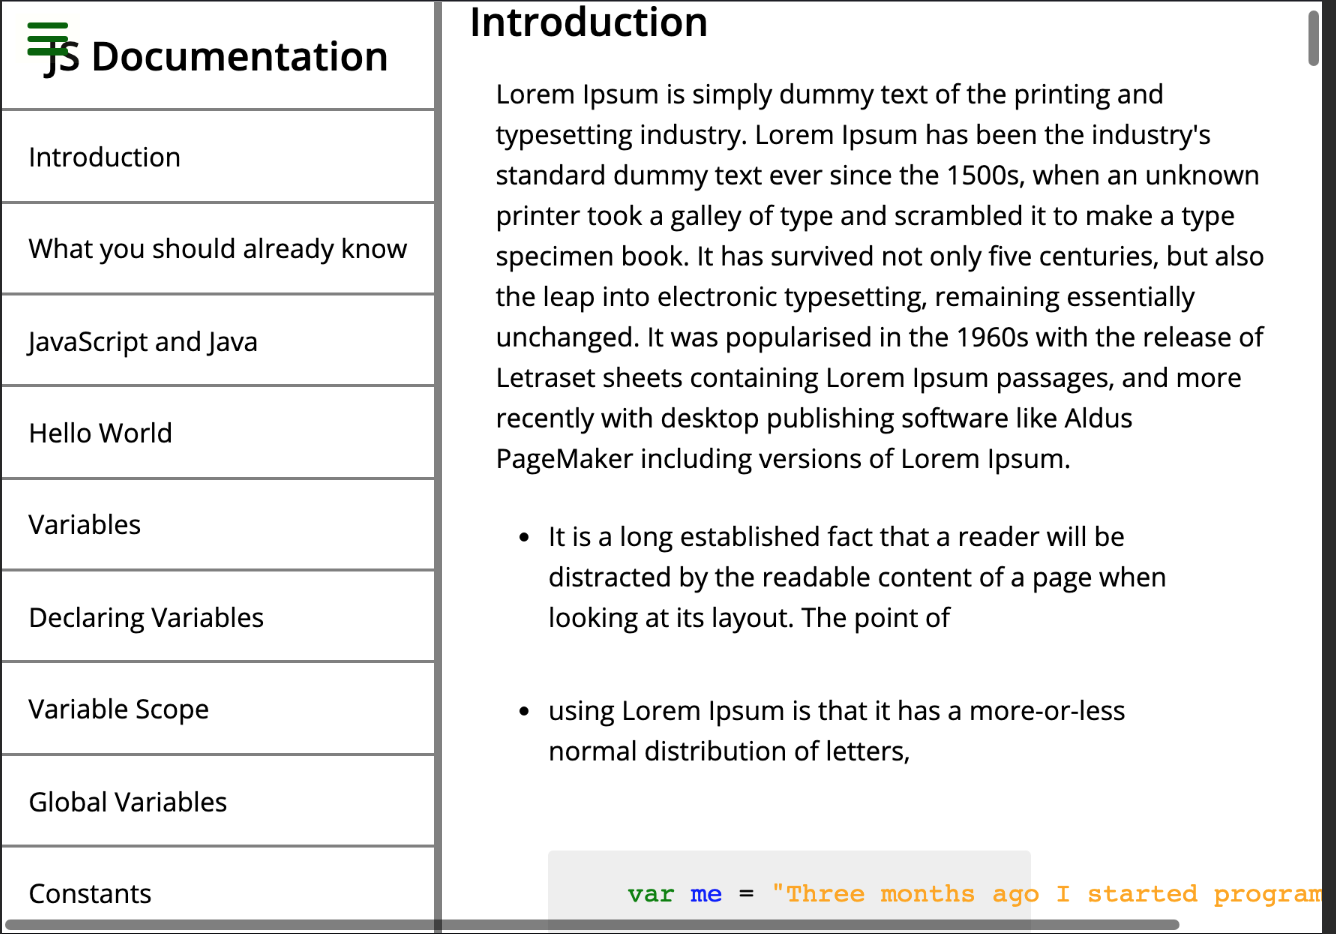 JS Documentation
Introduction
What you should already know
JavaScript and Java
Hello World
Variables
Declaring Variables
Variable Scope
Global Variables
Constants
Introduction
Lorem Ipsum is simply dummy text of the printing and
typesetting industry. Lorem Ipsum has been the industry's
standard dummy text ever since the 1500s, when an unknown
printer took a galley of type and scrambled it to make a type
specimen book. It has survived not only five centuries, but also
the leap into electronic typesetting, remaining essentially
unchanged. It was popularised in the 1960s with the release of
Letraset sheets containing Lorem Ipsum passages, and more
recently with desktop publishing software like Aldus
PageMaker including versions of Lorem Ipsum.
• It is a long established fact that a reader will be
distracted by the readable content of a page when
looking at its layout. The point of
• using Lorem Ipsum is that it has a more-or-less
normal distribution of letters,
var me = "Three months ago I started program